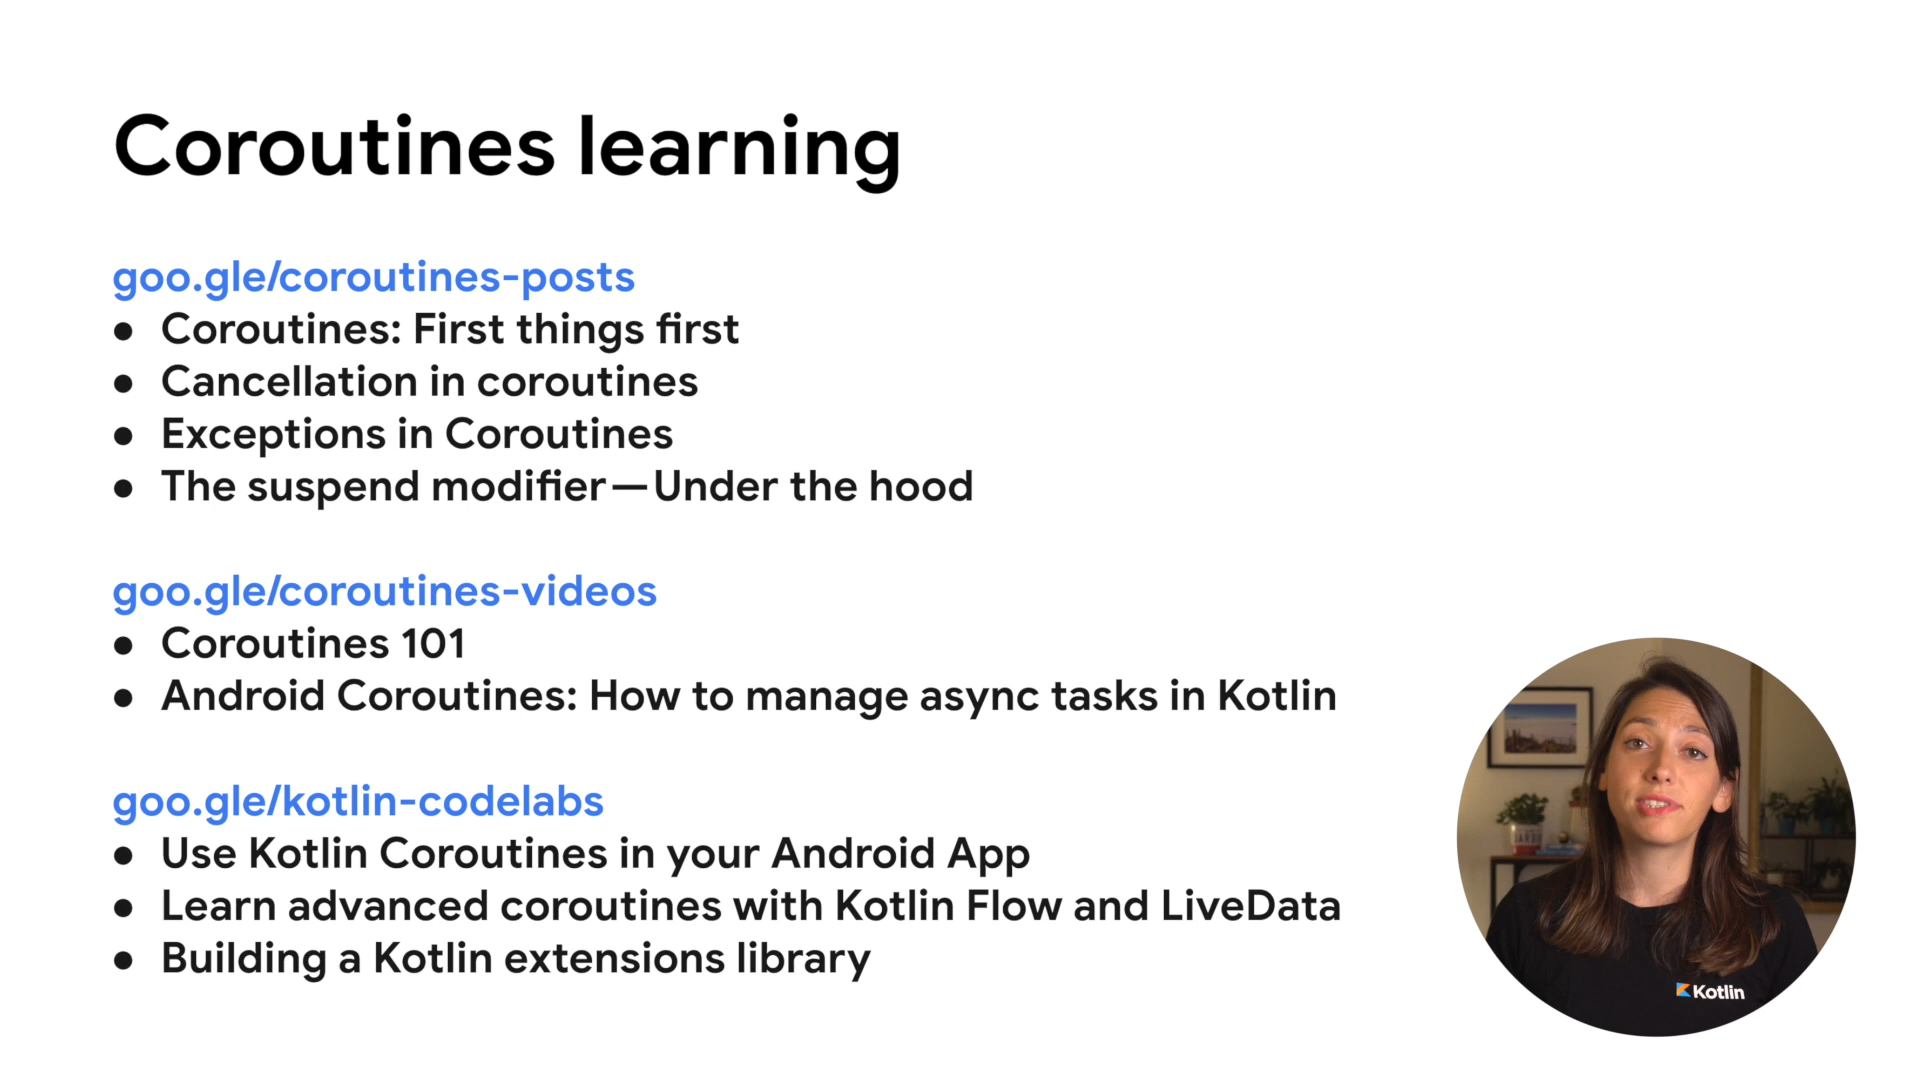 Coroutines learning
goo.gle/coroutines-posts
● Coroutines: First things first
● Cancellation in coroutines
● Exceptions in Coroutines
● The suspend modifier — Under the hood
goo.gle/coroutines-videos
● Coroutines 101
● Android Coroutines: How to manage async tasks in Kotlin
goo.gle/kotlin-codelabs
● Use Kotlin Coroutines in your Android App
● Learn advanced coroutines with Kotlin Flow and LiveData
● Building a Kotlin extensions library
Kotlin